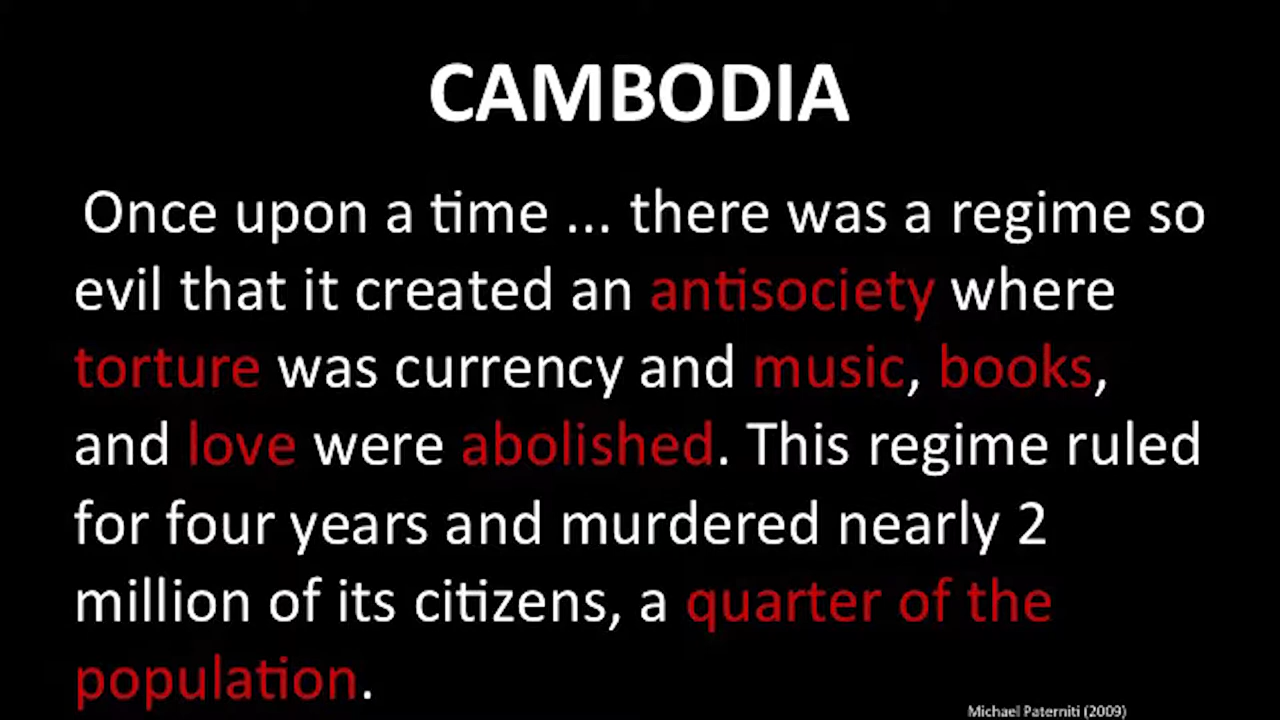 CAMBODIA
Once upon a time ... there was a regime so
evil that it created an antisociety where
torture was currency and music, books,
and love were abolished. This regime ruled
for four years and murdered nearly 2
million of its citizens, a quarter of the
population.
Michael Paterniti (2009)